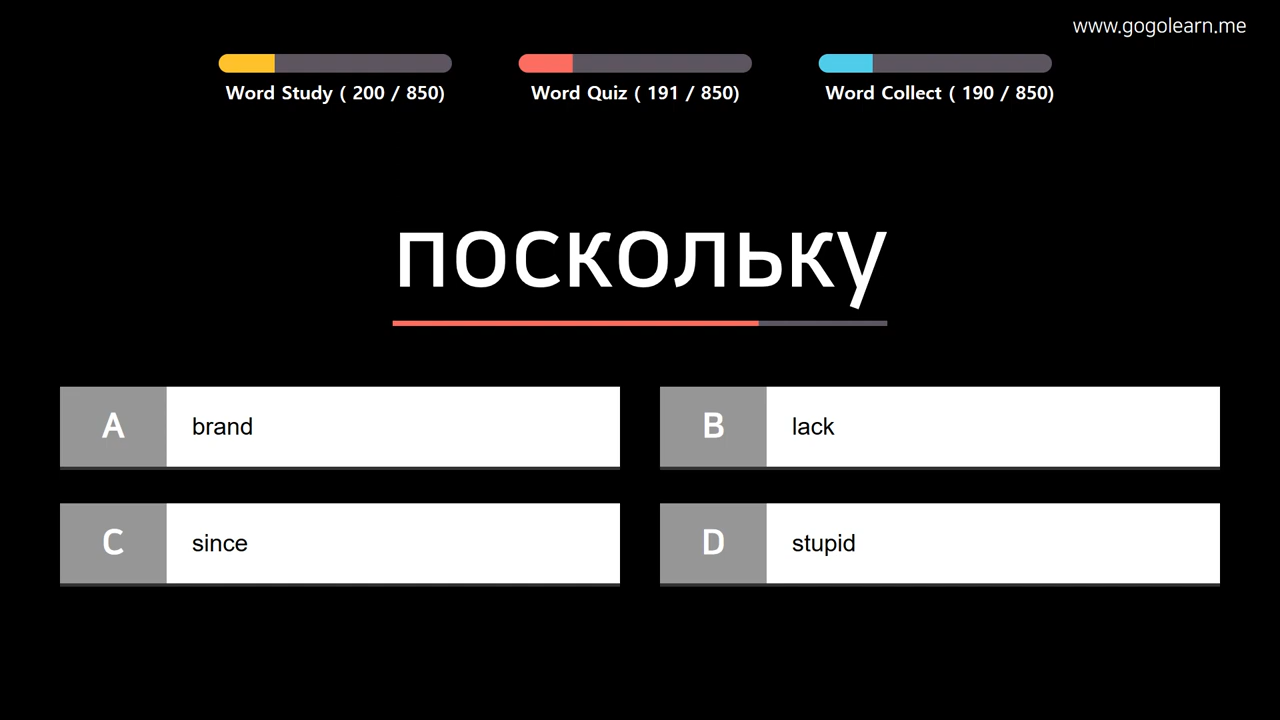 www.gogolearn.me
Word Study ( 200 / 850)
Word Quiz ( 191 / 850)
Word Collect ( 190 / 850)
поскольку
A brand
B lack
C since
D stupid